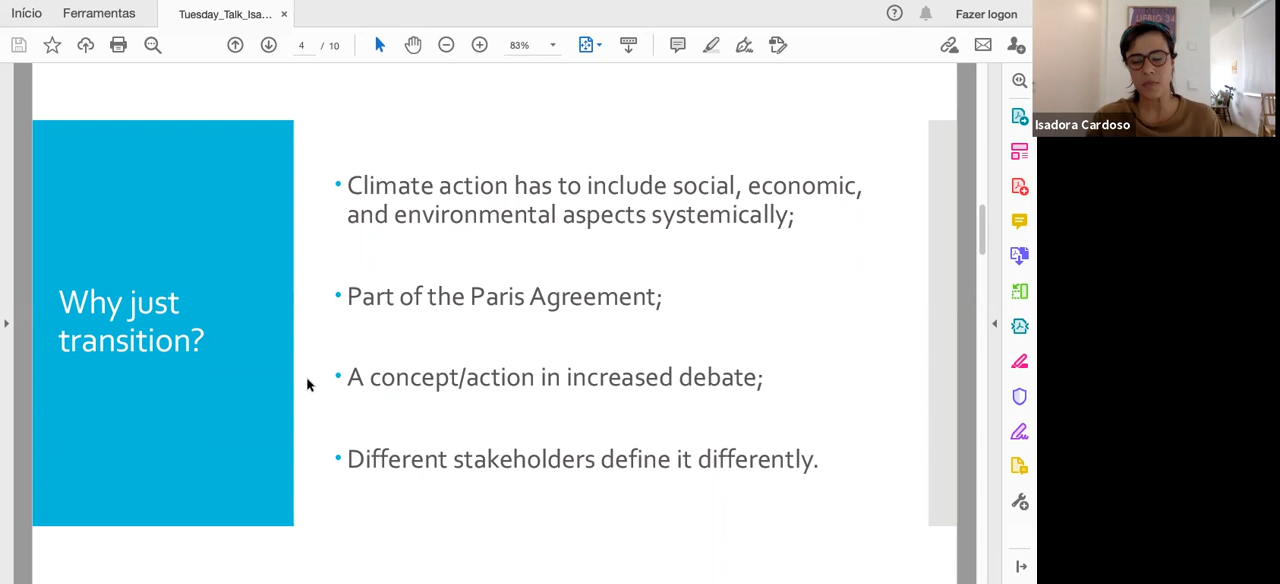 Início
Ferramentas
Tuesday_Talk_Isa...
Fazer logon
4 / 10
83%
Why just
transition?
Climate action has to include social, economic,
and environmental aspects systemically;
Part of the Paris Agreement;
A concept/action in increased debate;
Different stakeholders define it differently.
LIEBIG 34
Isadora Cardoso